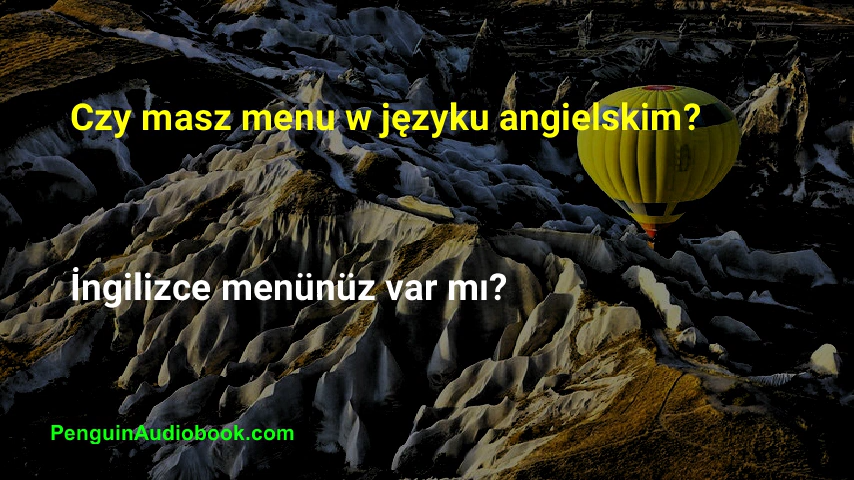 Czy masz menu w języku angielskim?
İngilizce menünüz var mı?
PenguinAudiobook.com